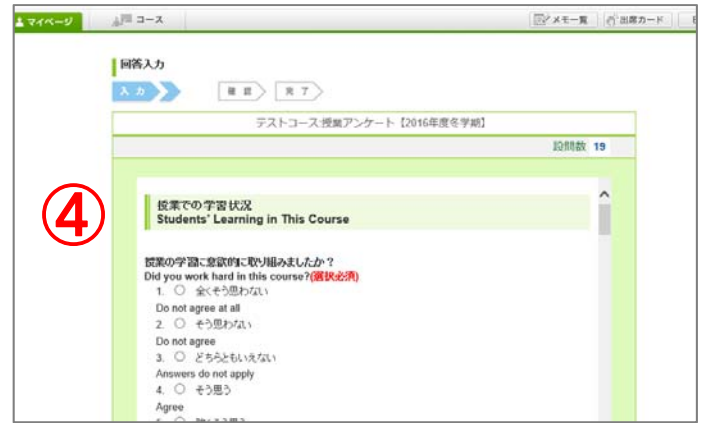 マイページ
コース
メモ一覧
出席カード
回答入力
入力
確認
完了
テストコース:授業アンケート【2016年度冬学期】
設問数 19
④
授業での学習状況
Students' Learning in This Course
授業の学習に意欲的に取り組みましたか？
Did you work hard in this course?(選択必須)
1. 全くそう思わない
Do not agree at all
2. そう思わない
Do not agree
3. どちらともいえない
Answers do not apply
4. そう思う
Agree